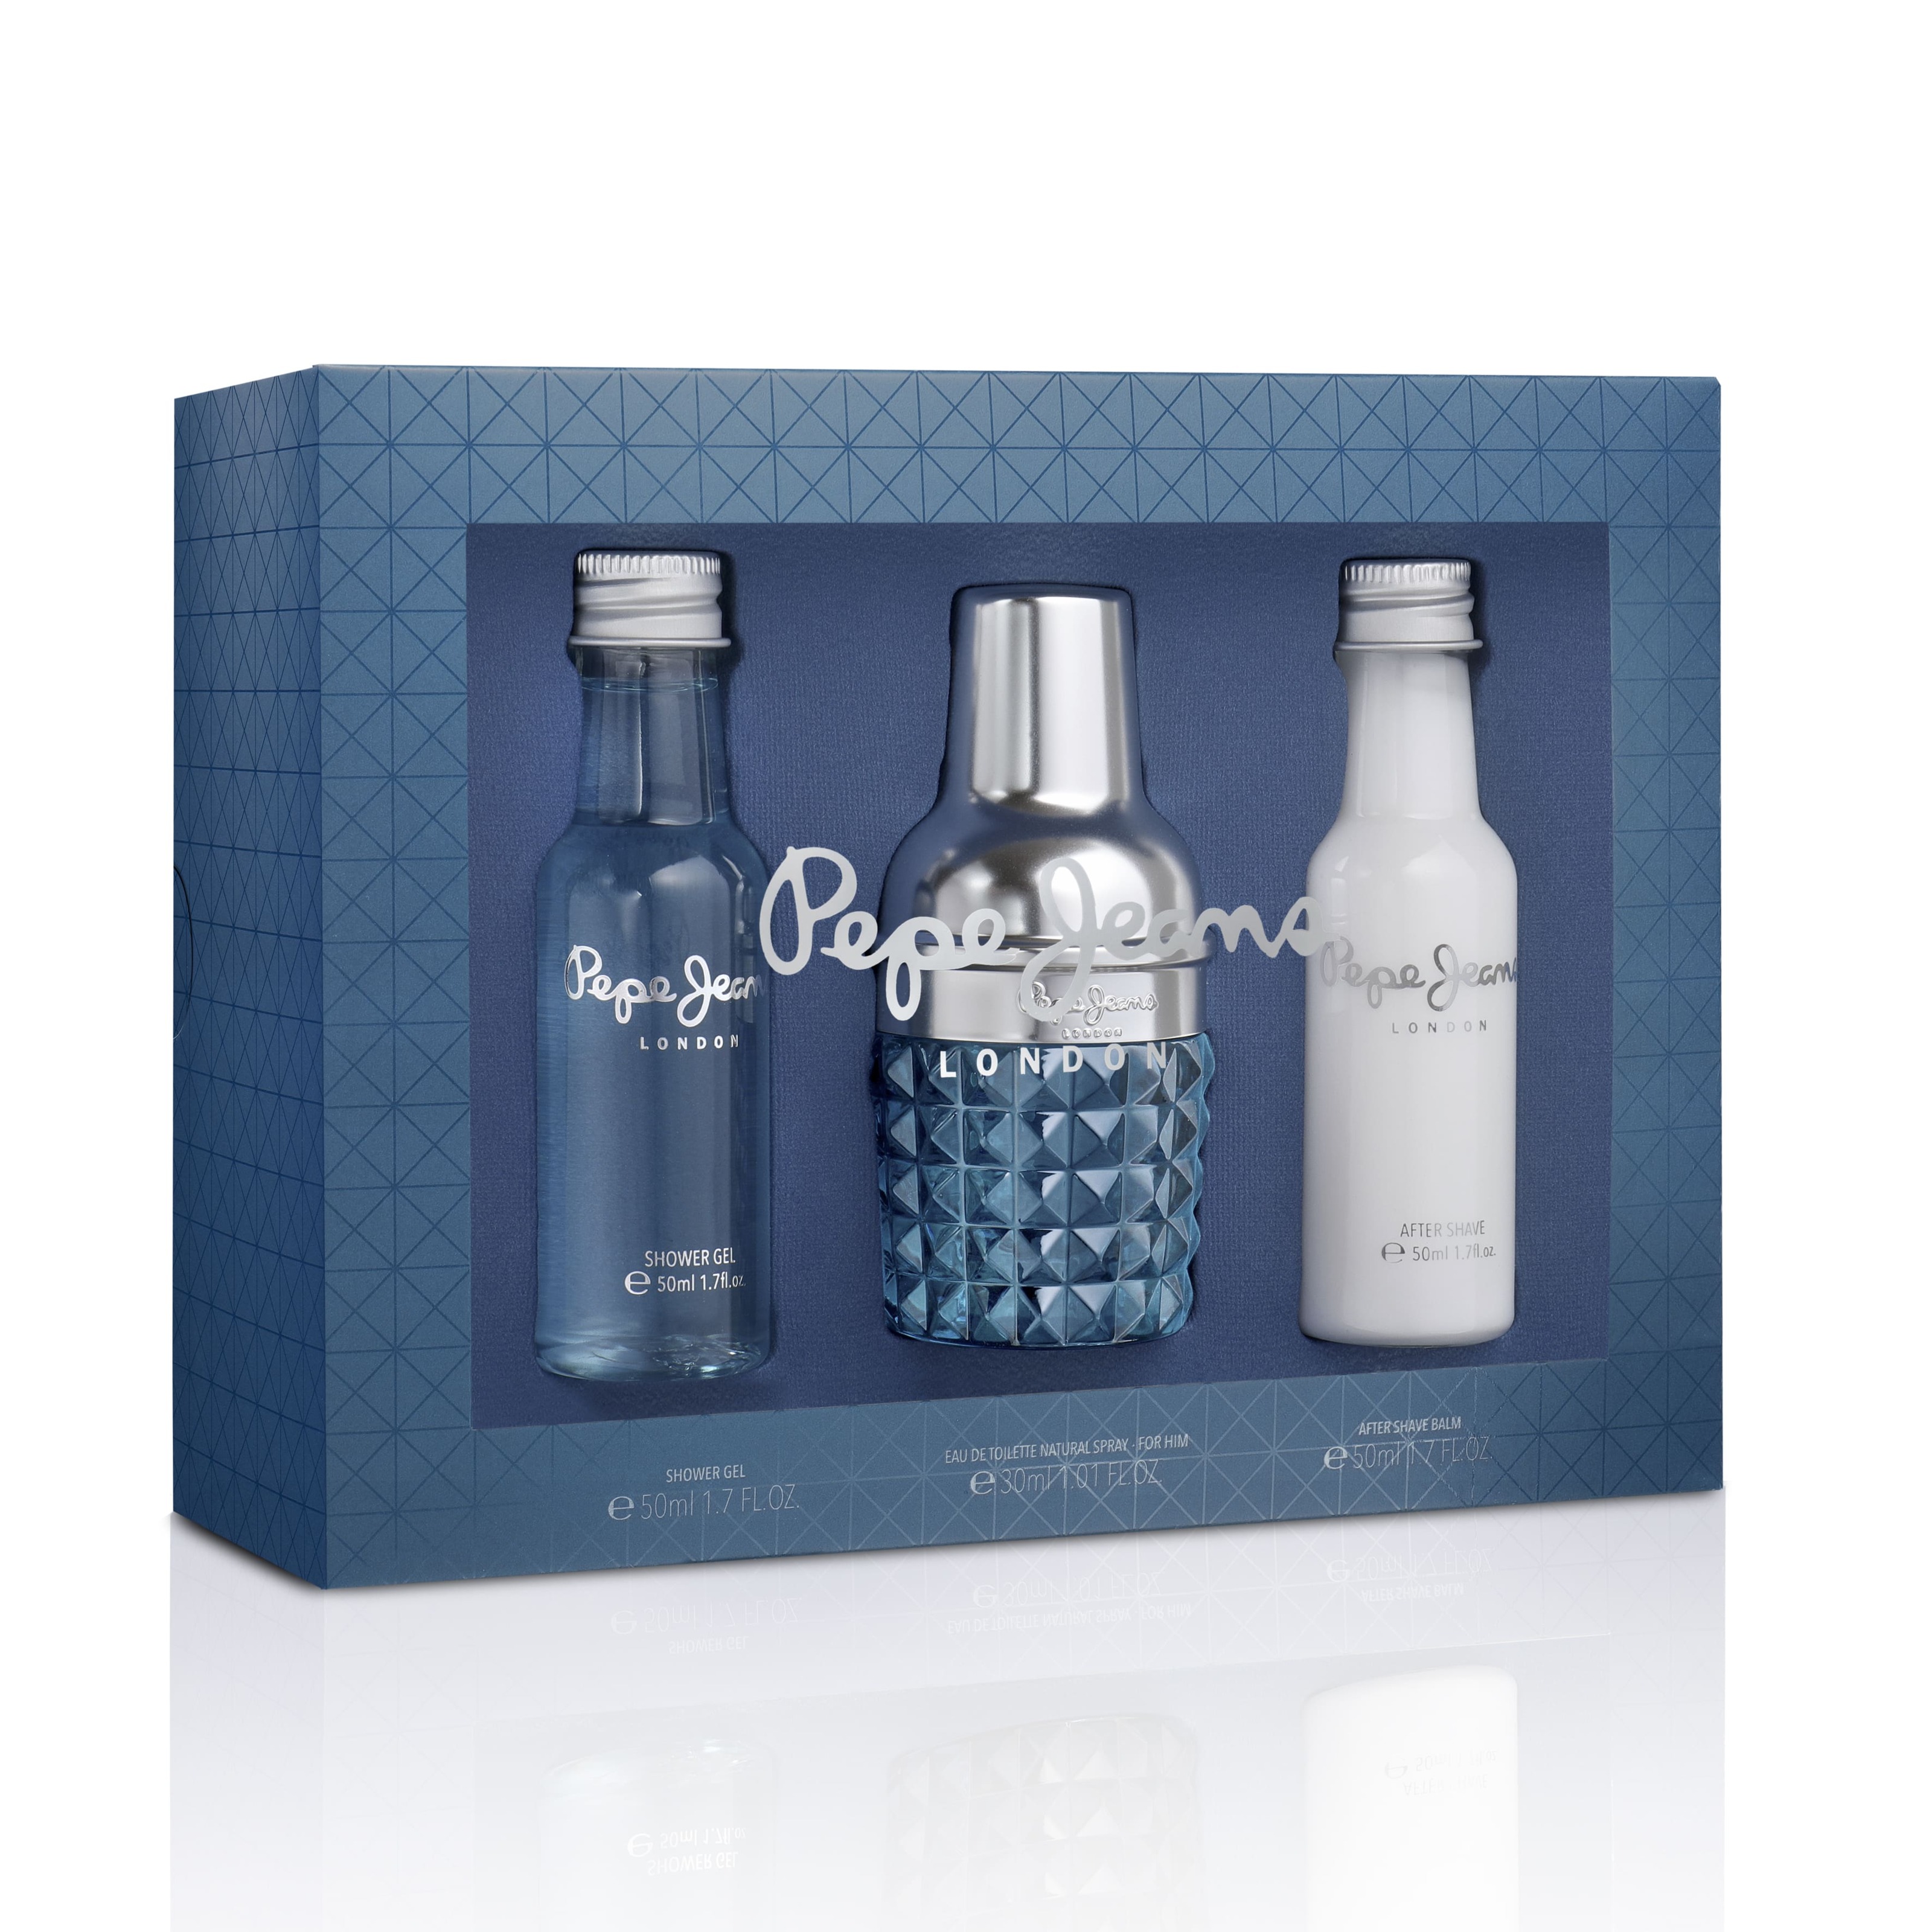 Pepe Jeans
LONDON
Pepe Jean
LONDON
SHOWER GEL
℮ 50ml 1.7fl.oz.
Pepe Jeans
LONDON
Pepe Jeans
LONDON
AFTER SHAVE
℮ 50ml 1.7fl.oz.
SHOWER GEL
℮ 50ml 1.7 FL.OZ.
EAU DE TOILETTE NATURAL SPRAY - FOR HIM
℮ 30ml 1.01 FL.OZ.
AFTER SHAVE BALM
℮ 50ml 1.7 FL.OZ.